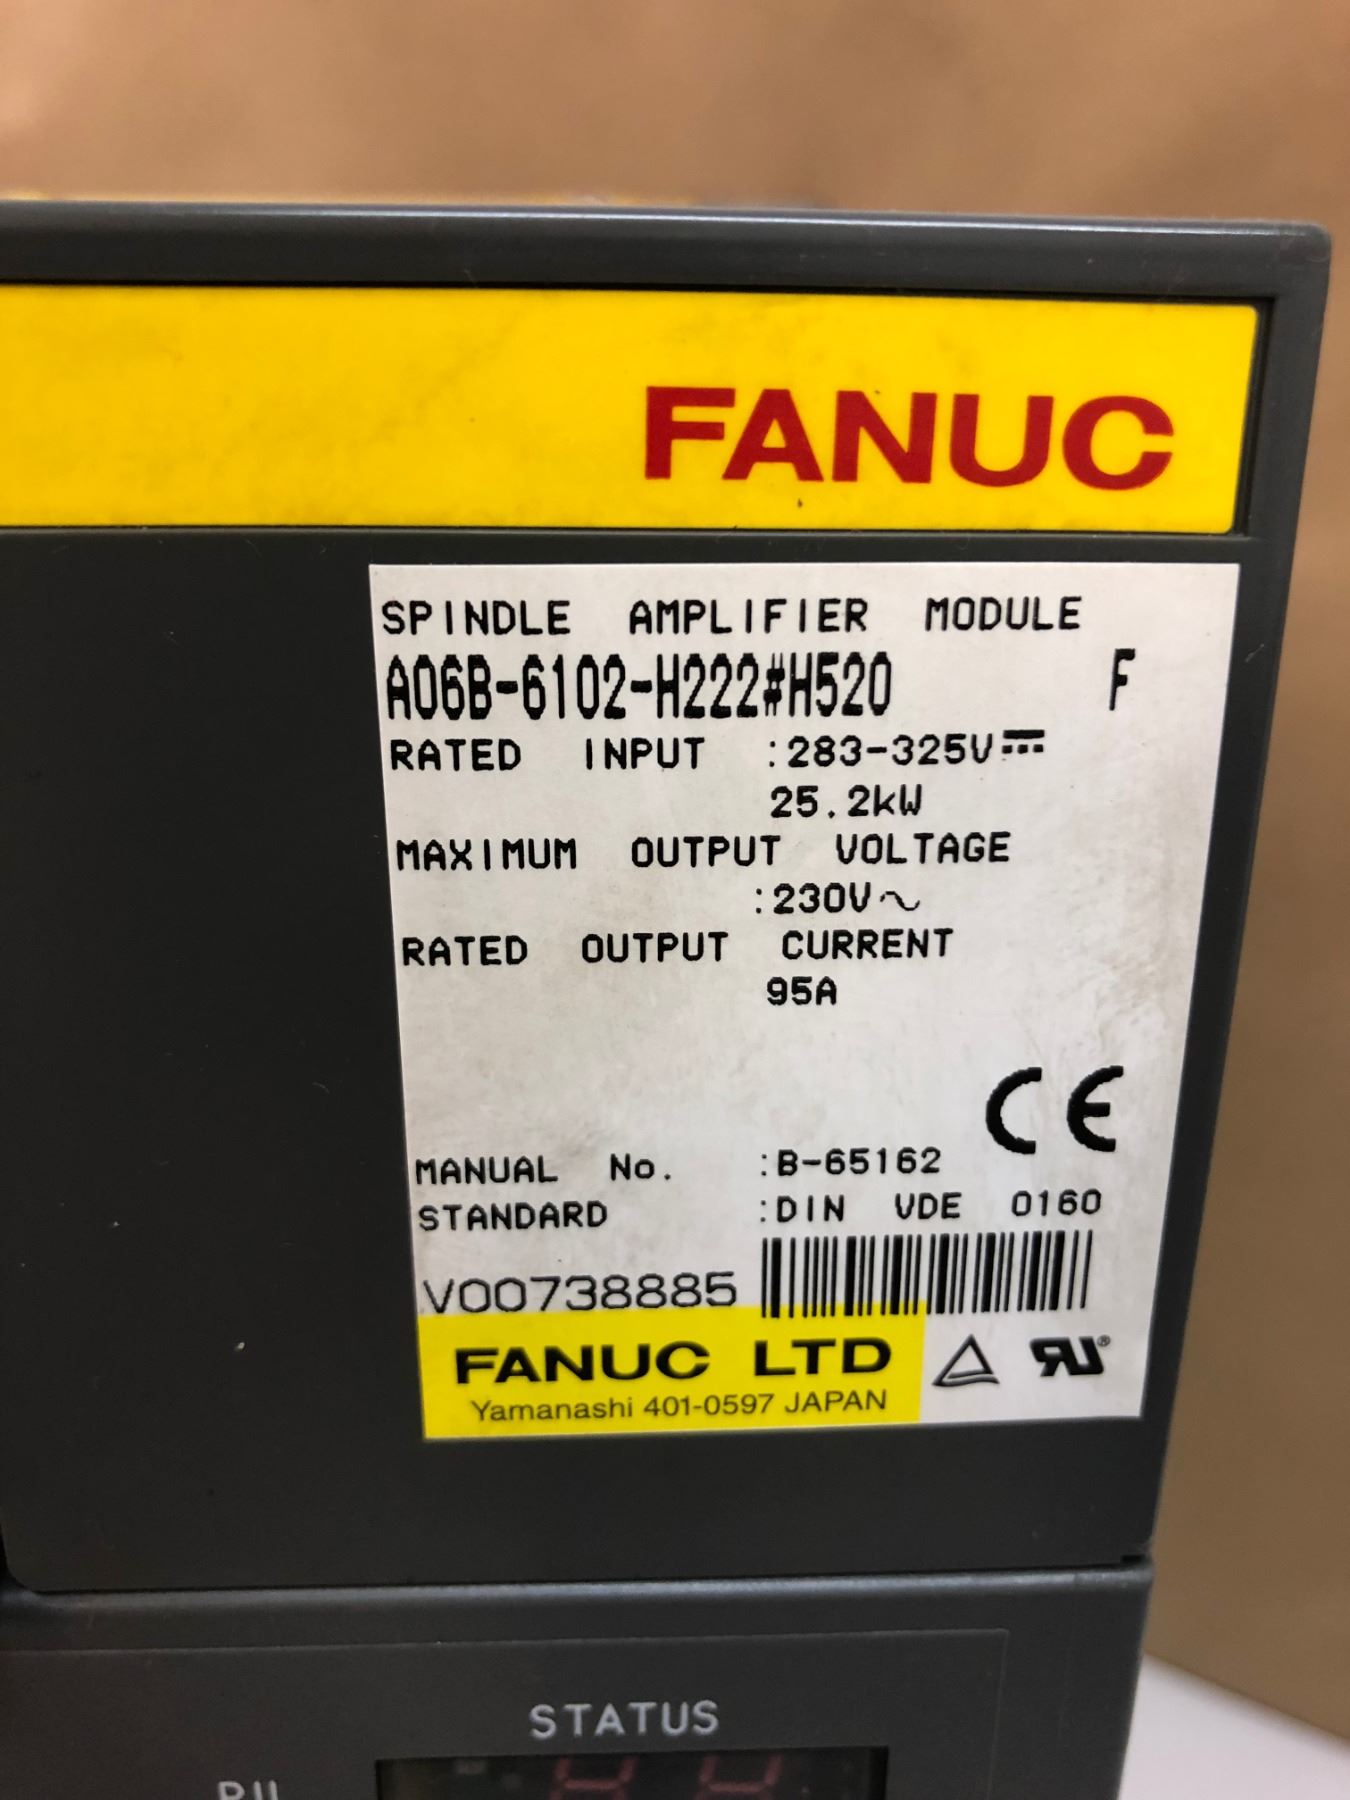 FANUC
SPINDLE AMPLIFIER MODULE
A06B-6102-H222#H520 F
RATED INPUT :283-325V⎓
25.2kW
MAXIMUM OUTPUT VOLTAGE
:230V～
RATED OUTPUT CURRENT
95A
CE
MANUAL No. :B-65162
STANDARD :DIN VDE 0160
V00738885
FANUC LTD
Yamanashi 401-0597 JAPAN
STATUS